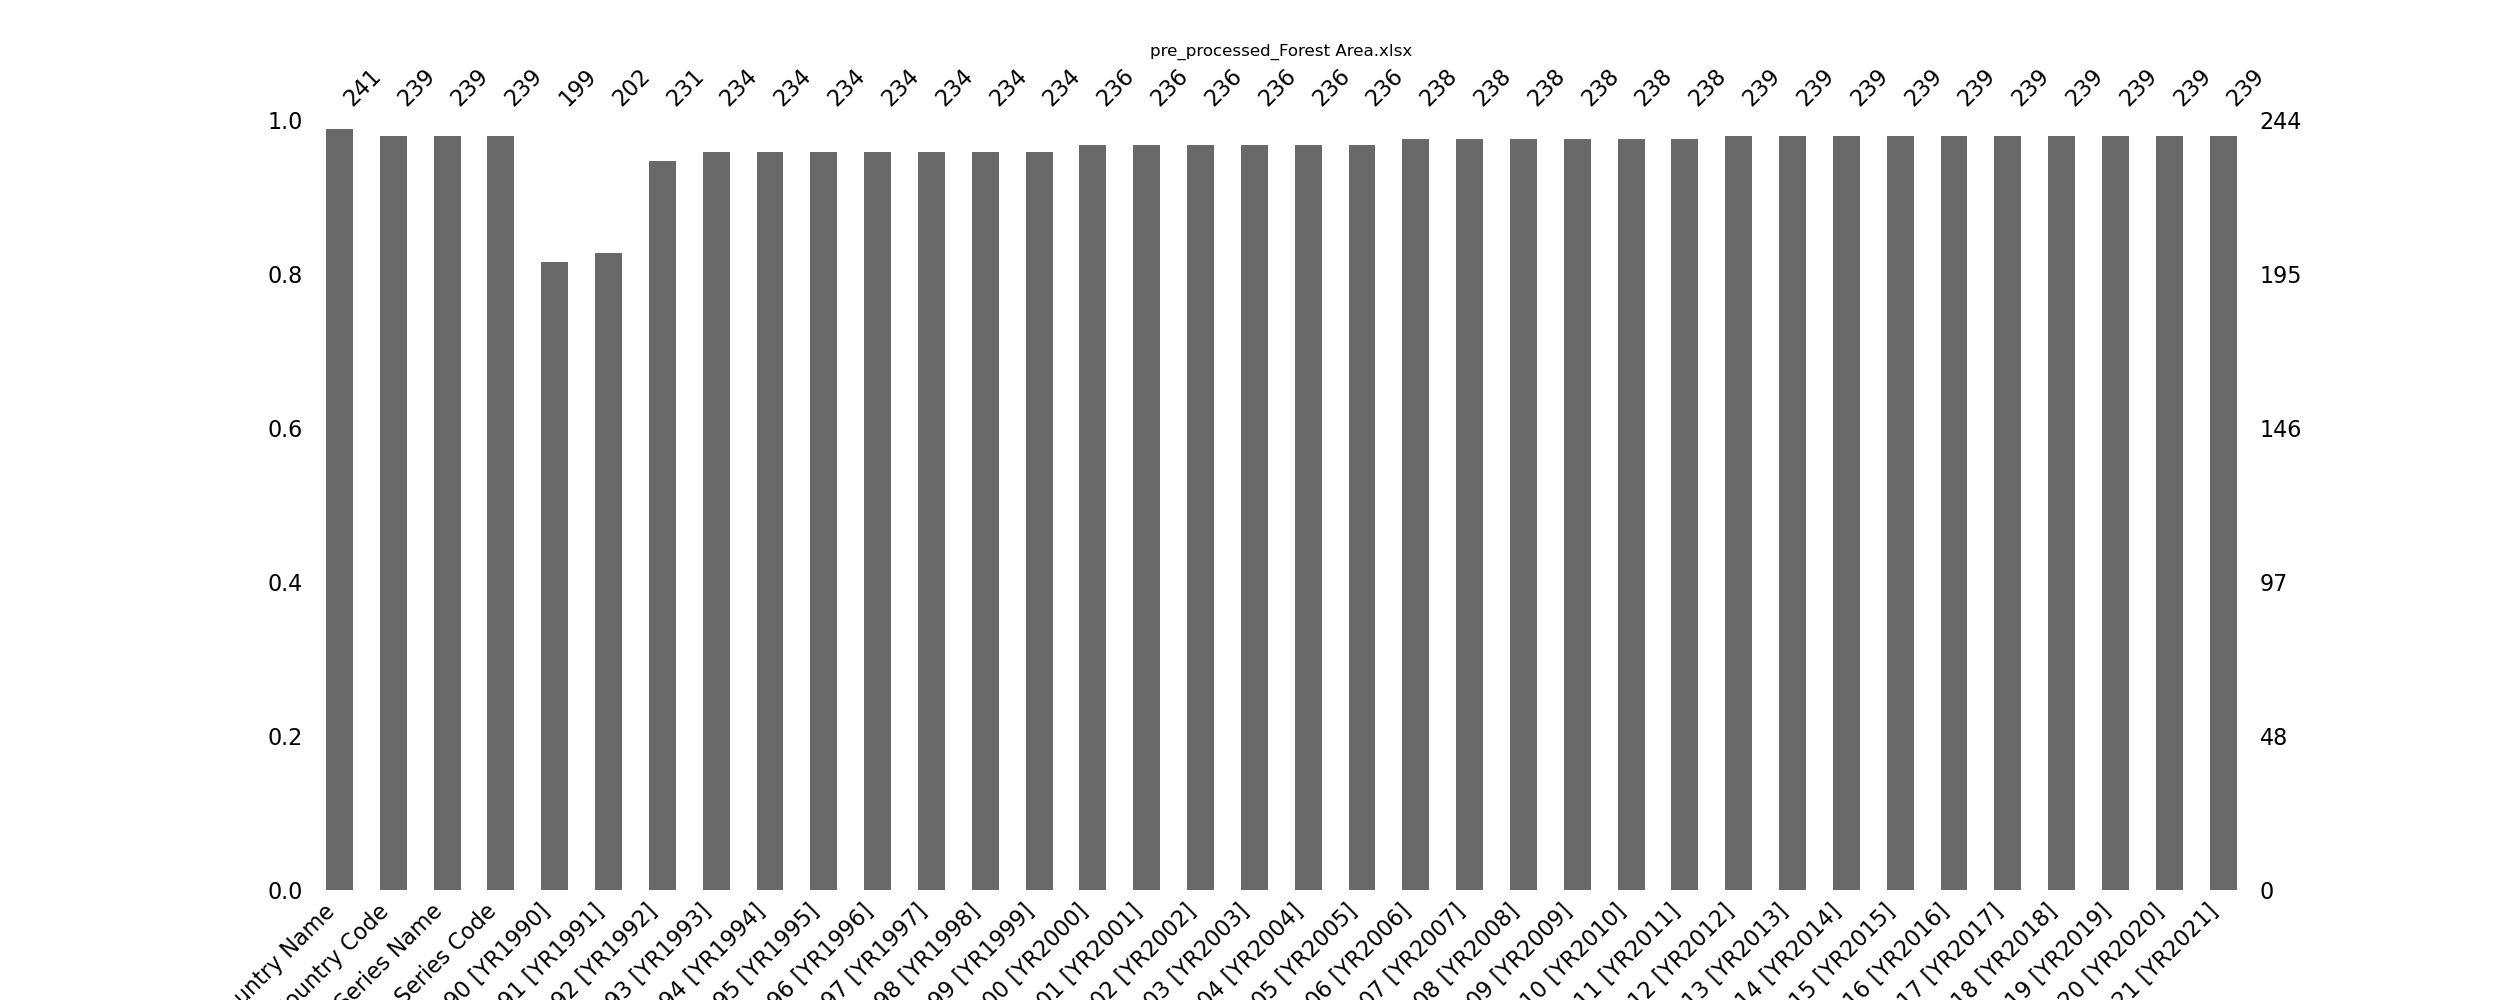 pre_processed_Forest Area.xlsx
241 239 239 239 199 202 231 234 234 234 234 234 234 234 236 236 236 236 236 236 238 238 238 238 238 238 239 239 239 239 239 239 239 239 239 239
1.0 244
0.8 195
0.6 146
0.4 97
0.2 48
0.0 0
untry Name
ountry Code
Series Name
Series Code
90 [YR1990]
91 [YR1991]
92 [YR1992]
93 [YR1993]
94 [YR1994]
95 [YR1995]
96 [YR1996]
97 [YR1997]
98 [YR1998]
99 [YR1999]
00 [YR2000]
01 [YR2001]
02 [YR2002]
03 [YR2003]
04 [YR2004]
05 [YR2005]
06 [YR2006]
07 [YR2007]
08 [YR2008]
09 [YR2009]
10 [YR2010]
11 [YR2011]
12 [YR2012]
13 [YR2013]
14 [YR2014]
15 [YR2015]
16 [YR2016]
17 [YR2017]
18 [YR2018]
19 [YR2019]
20 [YR2020]
21 [YR2021]